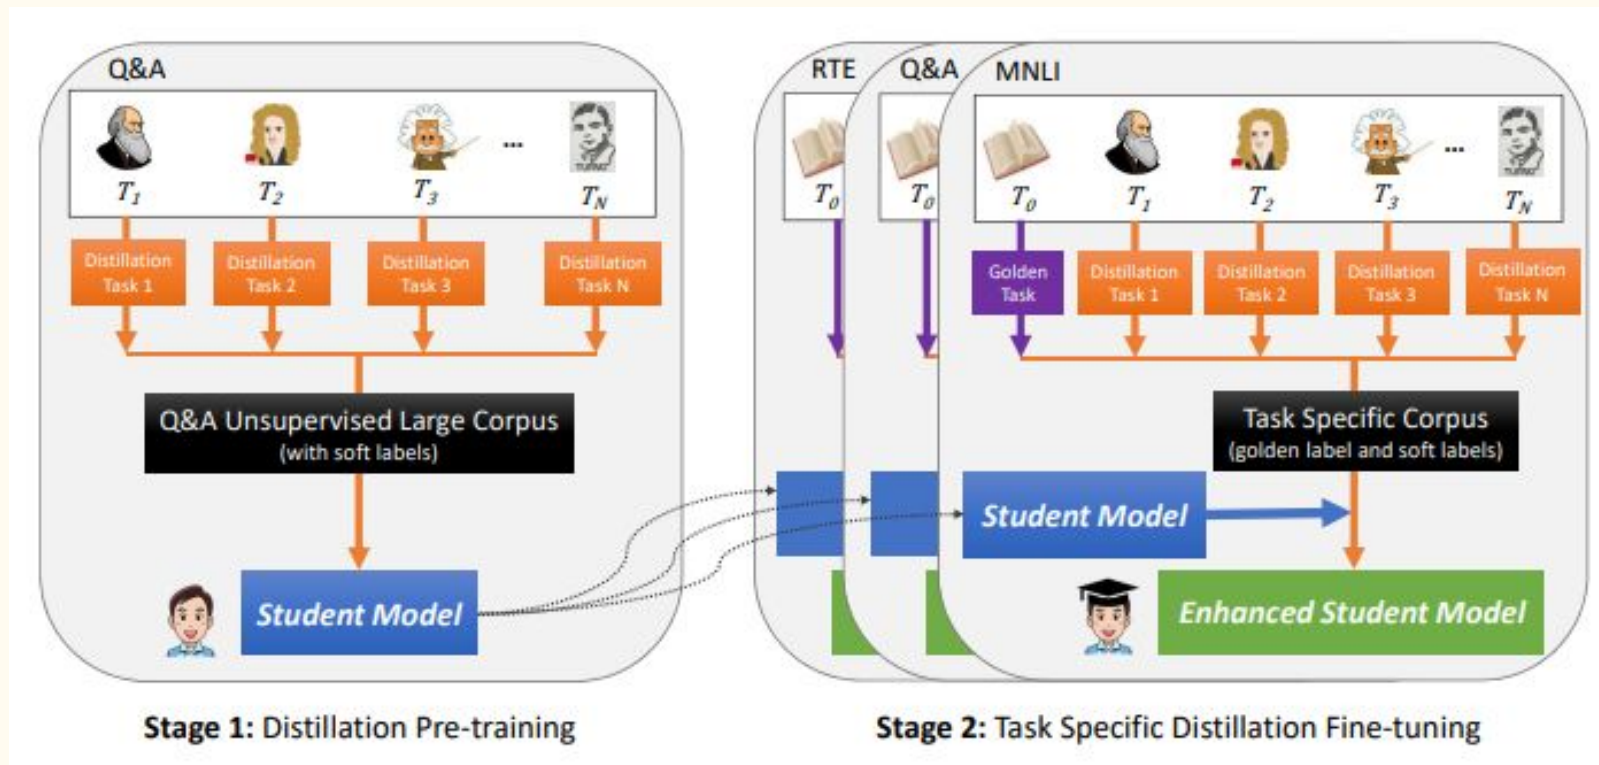 Q&A
T1
T2
T3
...
TN
TURING
Distillation
Task 1
Distillation
Task 2
Distillation
Task 3
Distillation
Task N
Q&A Unsupervised Large Corpus
(with soft labels)
Student Model
Stage 1: Distillation Pre-training
RTE
T0
Q&A
T0
MNLI
T0
T1
T2
T3
...
TN
TURING
Golden
Task
Distillation
Task 1
Distillation
Task 2
Distillation
Task 3
Distillation
Task N
Task Specific Corpus
(golden label and soft labels)
Student Model
Enhanced Student Model
Stage 2: Task Specific Distillation Fine-tuning